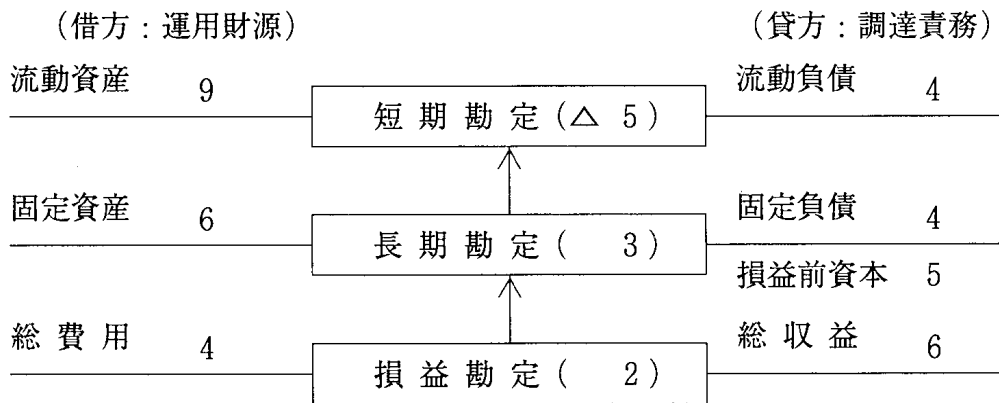 （借方：運用財源） （貸方：調達責務）
流動資産 9 短期勘定（△ 5） 流動負債 4
固定資産 6 長期勘定（ 3） 固定負債 4
損益前資本 5
総費用 4 損益勘定（ 2） 総収益 6